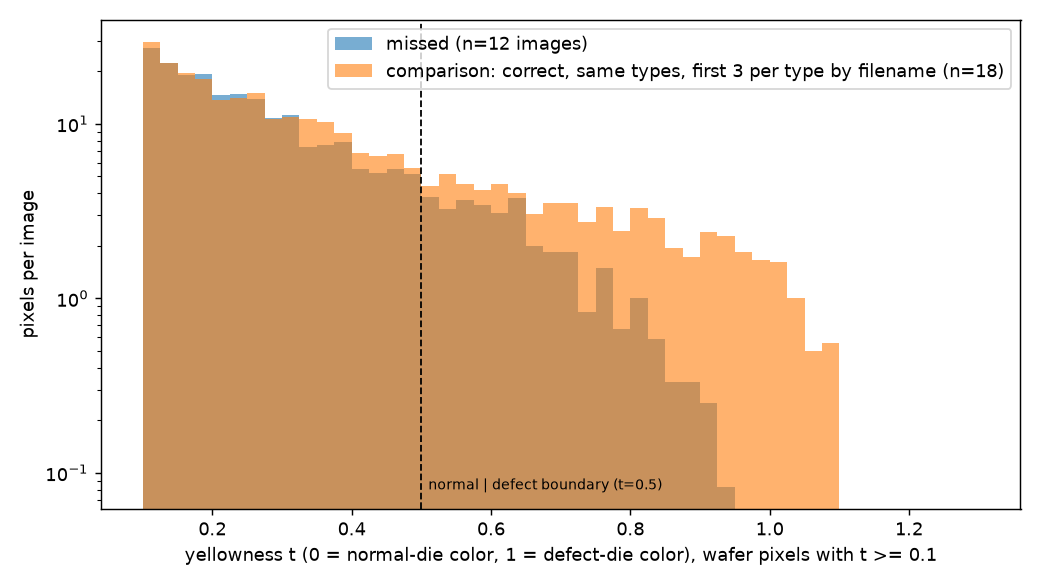 missed (n=12 images)
comparison: correct, same types, first 3 per type by filename (n=18)
10¹
10⁰
10⁻¹
pixels per image
normal | defect boundary (t=0.5)
0.2 0.4 0.6 0.8 1.0 1.2
yellowness t (0 = normal-die color, 1 = defect-die color), wafer pixels with t >= 0.1